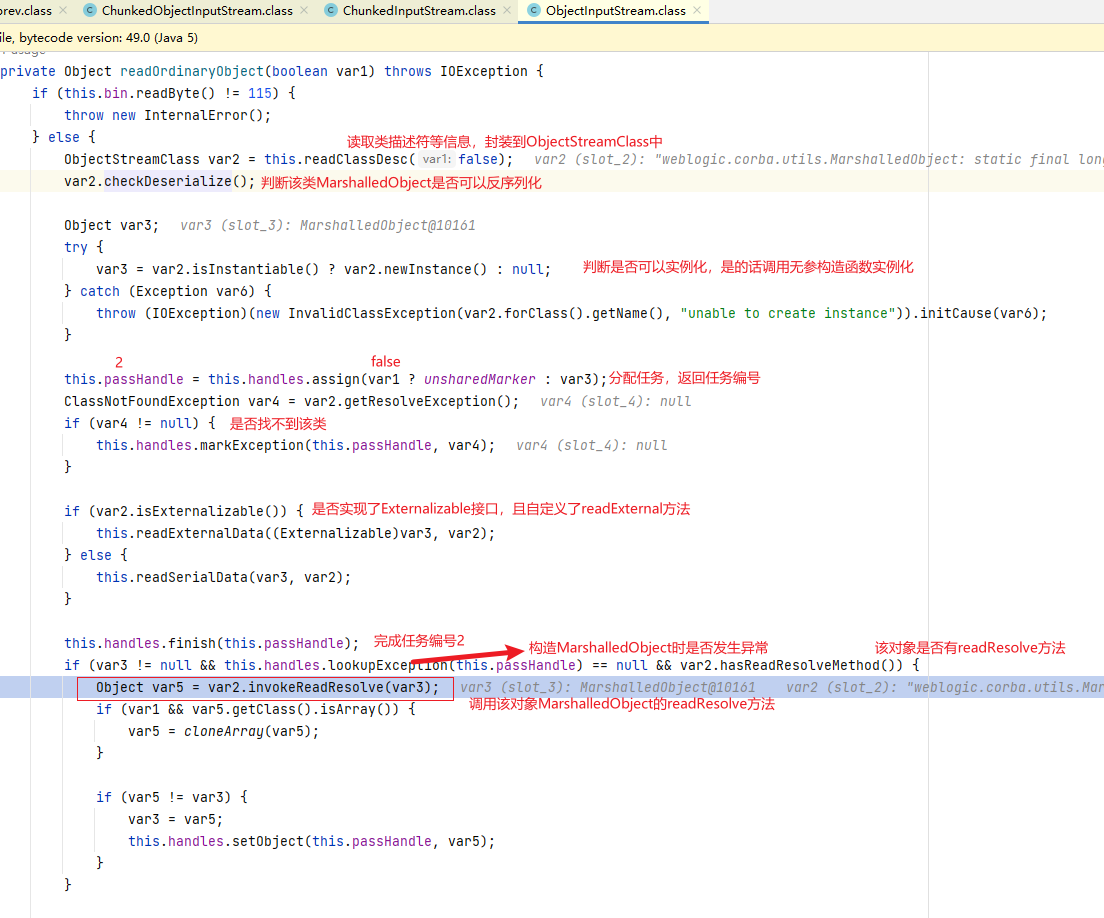 prev.class × ChunkedObjectInputStream.class × ChunkedInputStream.class × ObjectInputStream.class ×
ile, bytecode version: 49.0 (Java 5)
private Object readOrdinaryObject(boolean var1) throws IOException {
if (this.bin.readByte() != 115) {
throw new InternalError();
} else {
读取类描述符等信息，封装到ObjectStreamClass中
ObjectStreamClass var2 = this.readClassDesc( var1: false); var2 (slot_2): "weblogic.corba.utils.MarshalledObject: static final long
var2.checkDeserialize(); 判断该类MarshalledObject是否可以反序列化
Object var3; var3 (slot_3): MarshalledObject@10161
try {
var3 = var2.isInstantiable() ? var2.newInstance() : null; 判断是否可以实例化，是的话调用无参构造函数实例化
} catch (Exception var6) {
throw (IOException)(new InvalidClassException(var2.forClass().getName(), "unable to create instance")).initCause(var6);
}
2 false
this.passHandle = this.handles.assign(var1 ? unsharedMarker : var3); 分配任务，返回任务编号
ClassNotFoundException var4 = var2.getResolveException(); var4 (slot_4): null
if (var4 != null) { 是否找不到该类
this.handles.markException(this.passHandle, var4); var4 (slot_4): null
}
if (var2.isExternalizable()) { 是否实现了Externalizable接口，且自定义了readExternal方法
this.readExternalData((Externalizable)var3, var2);
} else {
this.readSerialData(var3, var2);
}
this.handles.finish(this.passHandle); 完成任务编号2 构造MarshalledObject时是否发生异常 该对象是否有readResolve方法
if (var3 != null && this.handles.lookupException(this.passHandle) == null && var2.hasReadResolveMethod()) {
Object var5 = var2.invokeReadResolve(var3); var3 (slot_3): MarshalledObject@10161 var2 (slot_2): "weblogic.corba.utils.Mar
调用该对象MarshalledObject的readResolve方法
if (var1 && var5.getClass().isArray()) {
var5 = cloneArray(var5);
}
if (var5 != var3) {
var3 = var5;
this.handles.setObject(this.passHandle, var5);
}
}